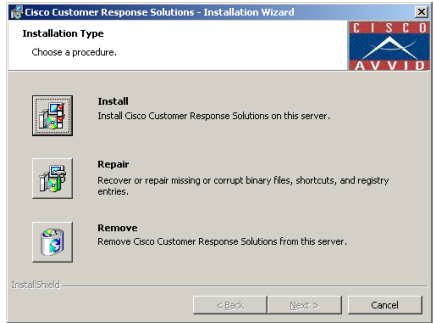 Cisco Customer Response Solutions - Installation Wizard
Installation Type
Choose a procedure.
CISCO
AVVID
Install
Install Cisco Customer Response Solutions on this server.
Repair
Recover or repair missing or corrupt binary files, shortcuts, and registry
entries.
Remove
Remove Cisco Customer Response Solutions from this server.
InstallShield
< Back
Next >
Cancel